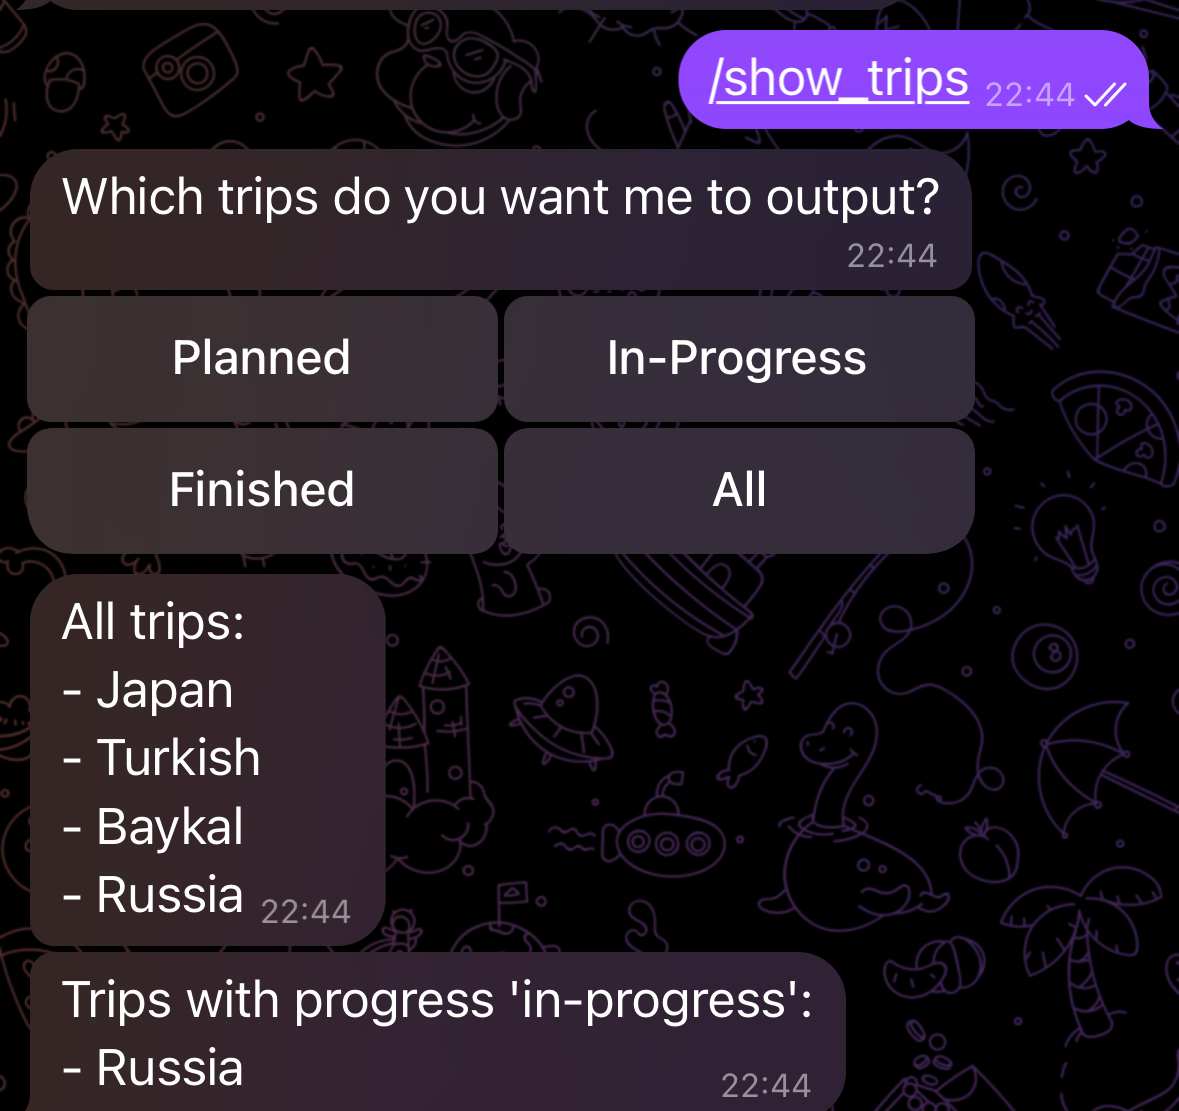 /show_trips 22:44
Which trips do you want me to output?
22:44
Planned
In-Progress
Finished
All
All trips:
- Japan
- Turkish
- Baykal
- Russia 22:44
Trips with progress 'in-progress':
- Russia 22:44